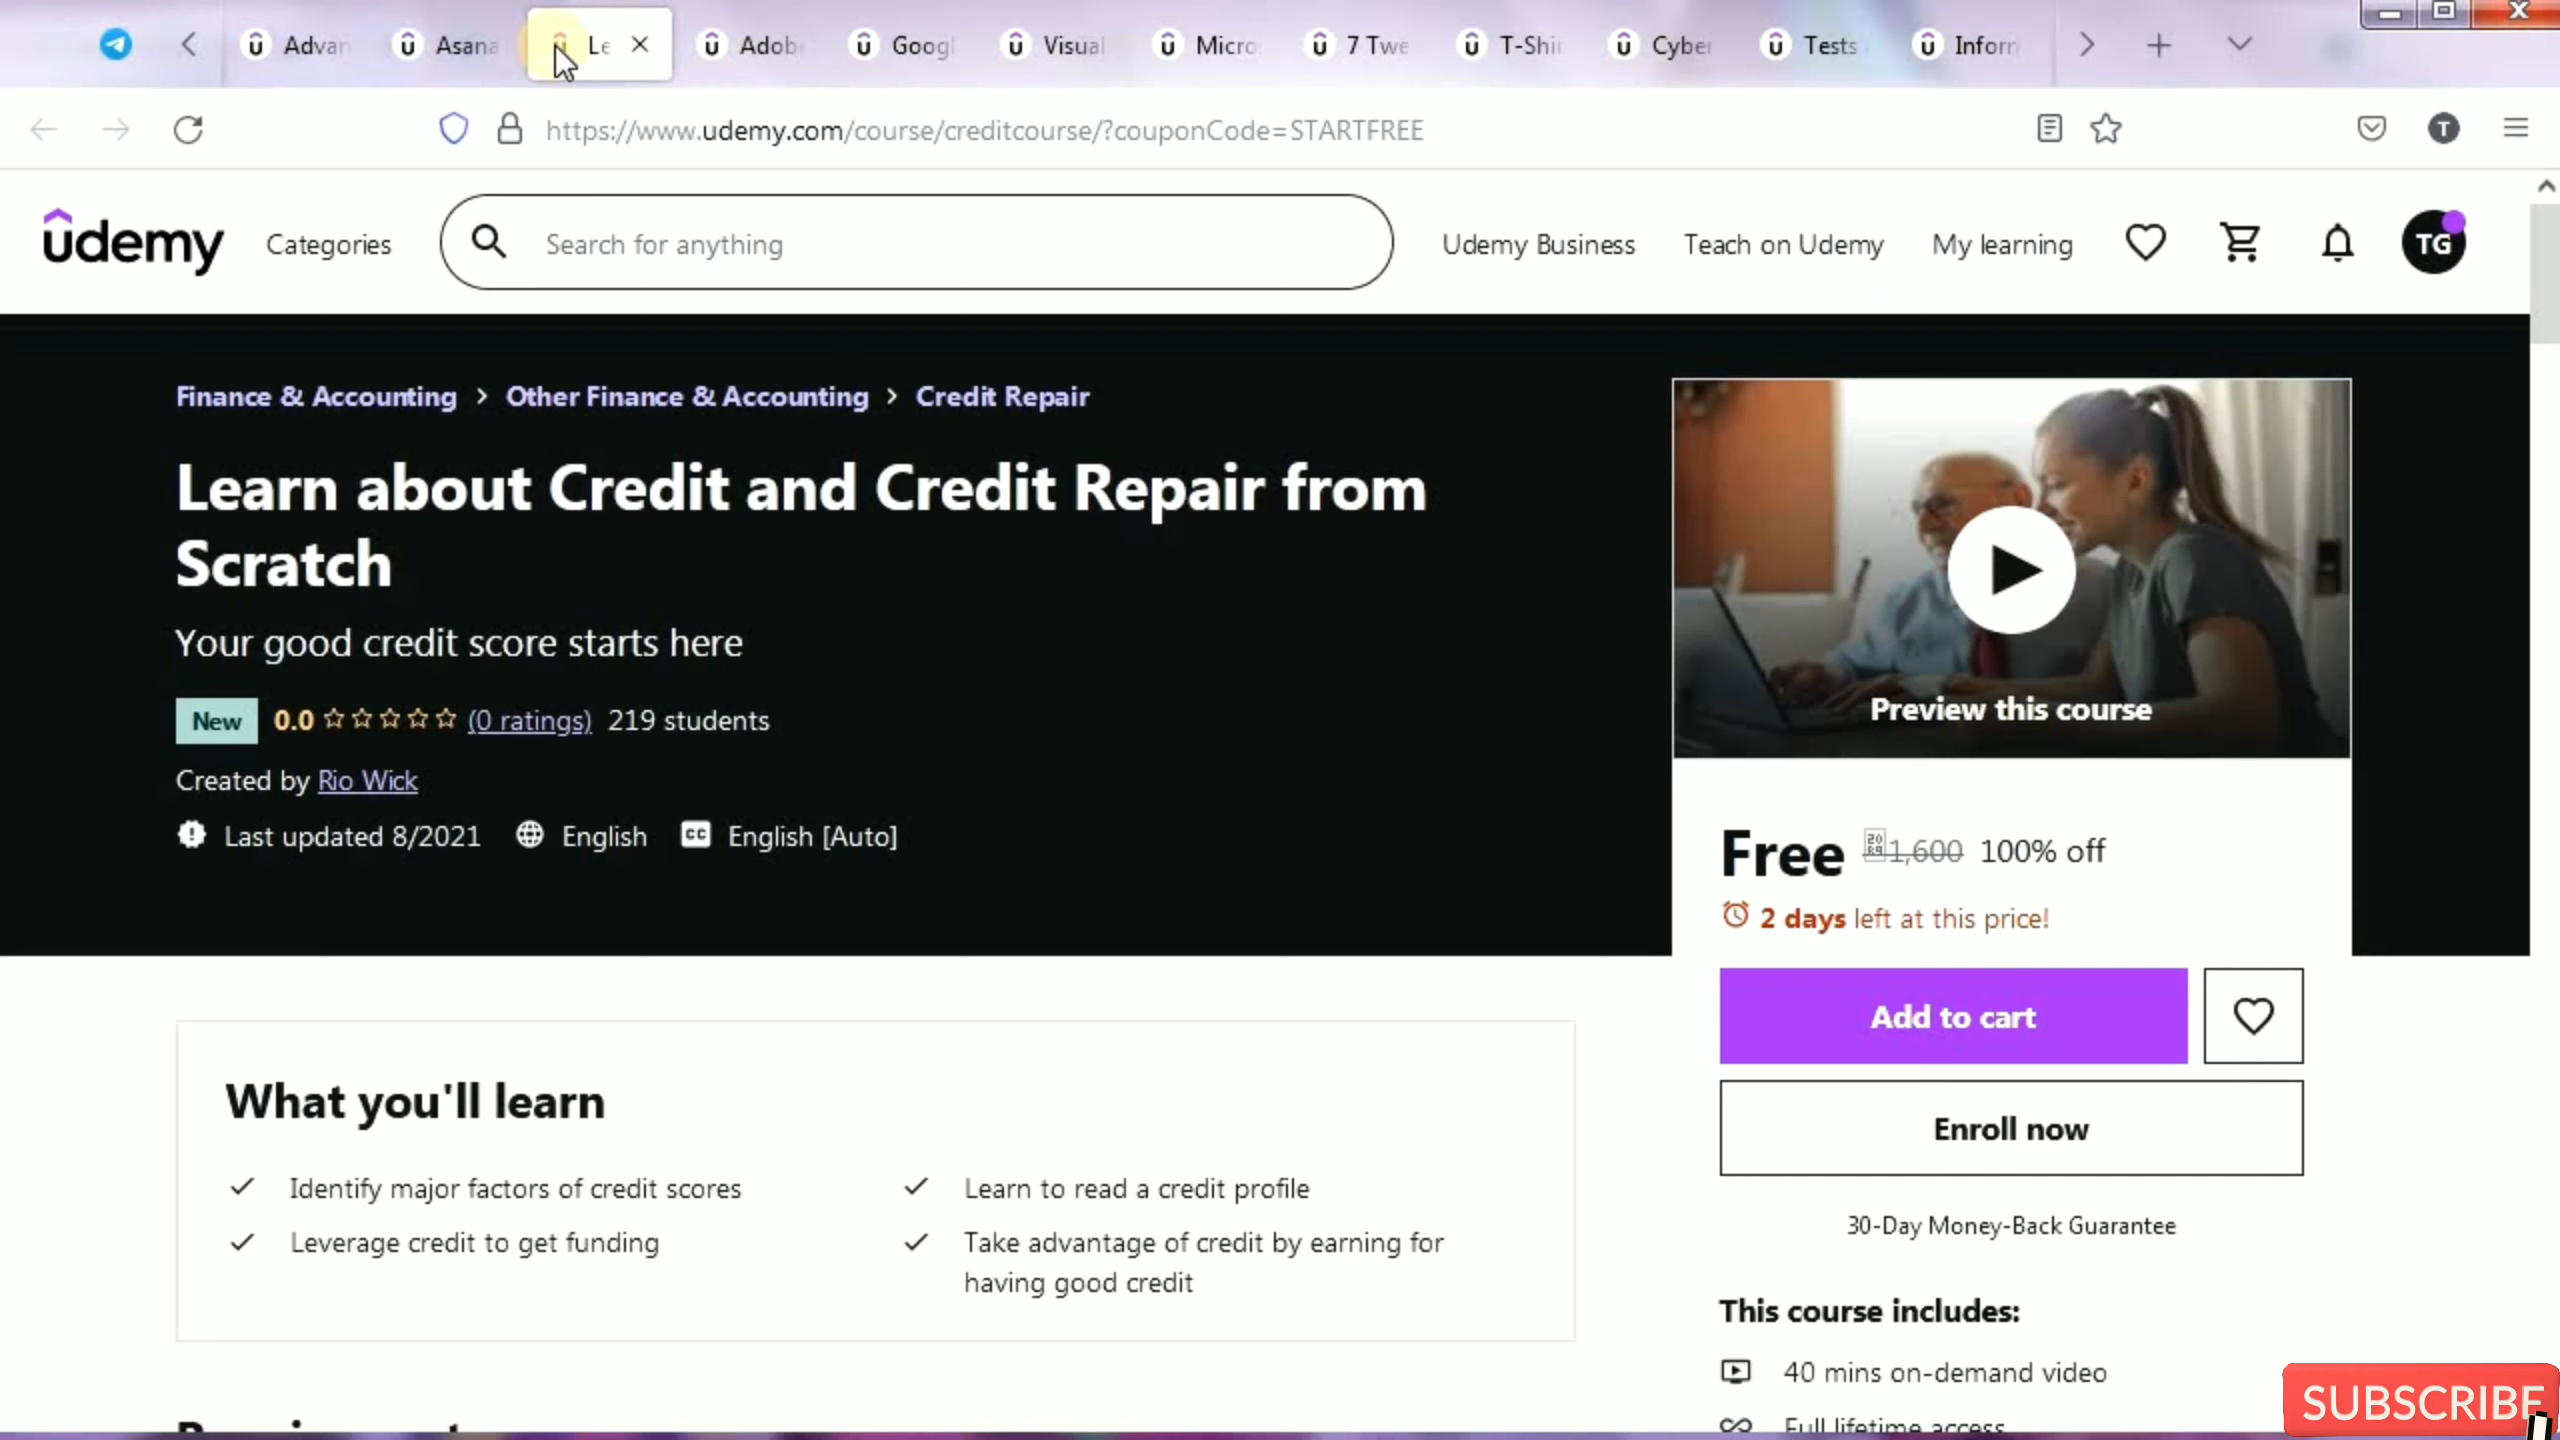 Advan
Asana
Le
Adob
Googl
Visual
Micro
7 Twe
T-Shir
Cyber
Tests
Inform
https://www.udemy.com/course/creditcourse/?couponCode=STARTFREE
T
udemy
Categories
Search for anything
Udemy Business
Teach on Udemy
My learning
TG
Finance & Accounting > Other Finance & Accounting > Credit Repair
Learn about Credit and Credit Repair from
Scratch
Your good credit score starts here
New 0.0 (0 ratings) 219 students
Created by Rio Wick
Last updated 8/2021 English CC English [Auto]
Preview this course
Free 1,600 100% off
2 days left at this price!
Add to cart
Enroll now
30-Day Money-Back Guarantee
What you'll learn
Identify major factors of credit scores
Leverage credit to get funding
Learn to read a credit profile
Take advantage of credit by earning for
having good credit
This course includes:
40 mins on-demand video
Full lifetime access
SUBSCRIBE